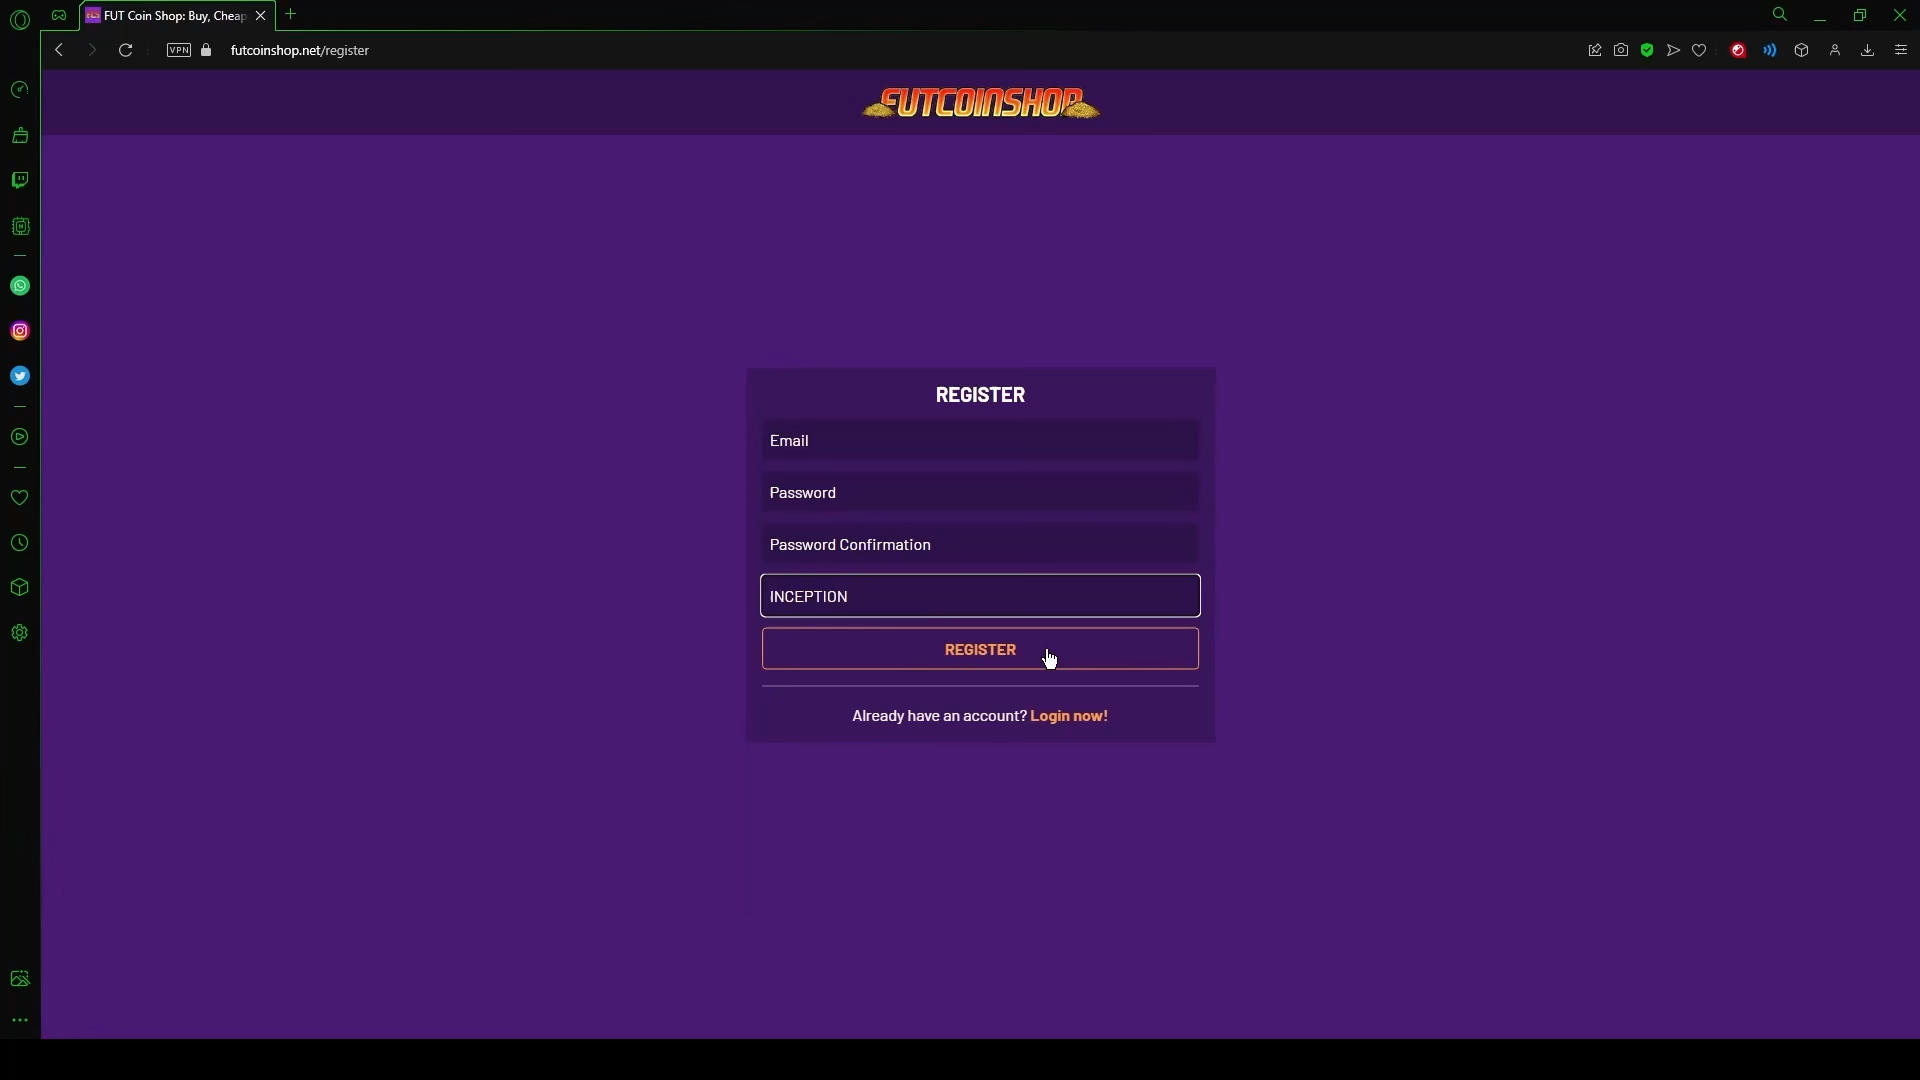 FUT Coin Shop: Buy, Cheap
VPN
futcoinshop.net/register
FUTCOINSHOP
REGISTER
Email
Password
Password Confirmation
INCEPTION
REGISTER
Already have an account? Login now!